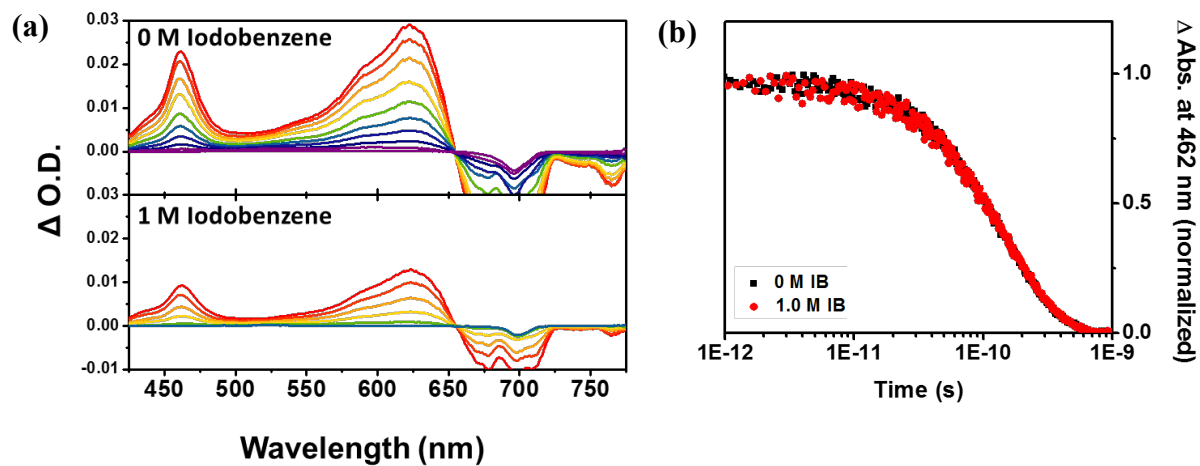 (a)
0 M Iodobenzene
0.03
0.02
0.01
0.00
0.03
1 M Iodobenzene
0.02
0.01
0.00
-0.01
Δ O.D.
450 500 550 600 650 700 750
Wavelength (nm)
(b)
1.0
0.5
0.0
Δ Abs. at 462 nm (normalized)
0 M IB
1.0 M IB
1E-12 1E-11 1E-10 1E-9
Time (s)